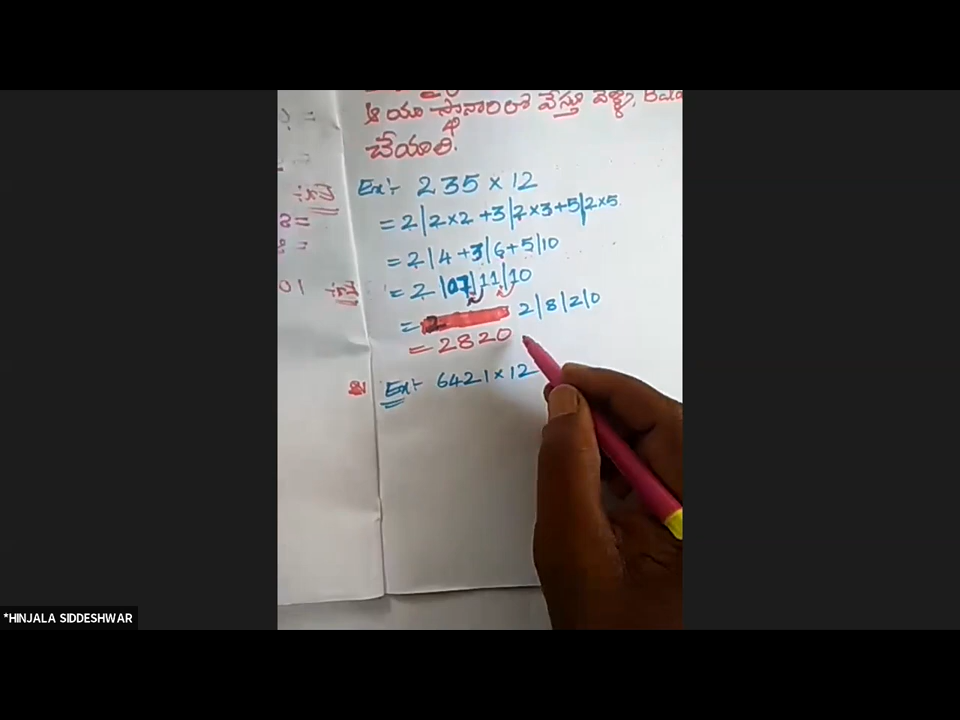 ఆ యా స్థానాలలో వేస్తూ
చేయాలి.
Ex:- 235 × 12
= 2|2×2 +3|2×3+5|2×5
= 2|4 +3|6+5|10
= 2|07|11|10
= 2|8|2|0
= 2820
Ex:- 6421×12
*HINJALA SIDDESHWAR